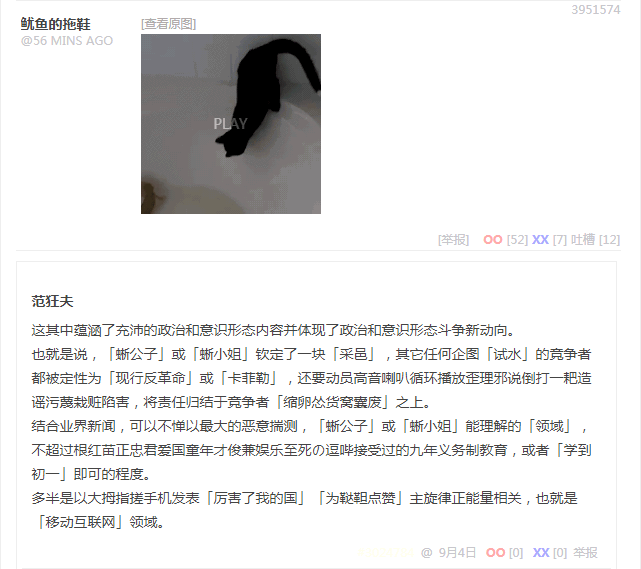 3951574
鱿鱼的拖鞋
[查看原图]
@56 MINS AGO
PLAY
[举报] OO [52] XX [7] 吐槽 [12]
范狂夫
这其中蕴涵了充沛的政治和意识形态内容并体现了政治和意识形态斗争新动向。
也就是说，「蜥公子」或「蜥小姐」钦定了一块「采邑」，其它任何企图「试水」的竞争者
都被定性为「现行反革命」或「卡菲勒」，还要动员高音喇叭循环播放歪理邪说倒打一耙造
谣污蔑栽赃陷害，将责任归结于竞争者「缩卵怂货窝囊废」之上。
结合业界新闻，可以不惮以最大的恶意揣测，「蜥公子」或「蜥小姐」能理解的「领域」，
不超过根红苗正忠君爱国童年才俊兼娱乐至死の逗哔接受过的九年义务制教育，或者「学到
初一」即可的程度。
多半是以大拇指搓手机发表「厉害了我的国」「为鞑靼点赞」主旋律正能量相关，也就是
「移动互联网」领域。
@ 9月4日 OO [0] XX [0] 举报